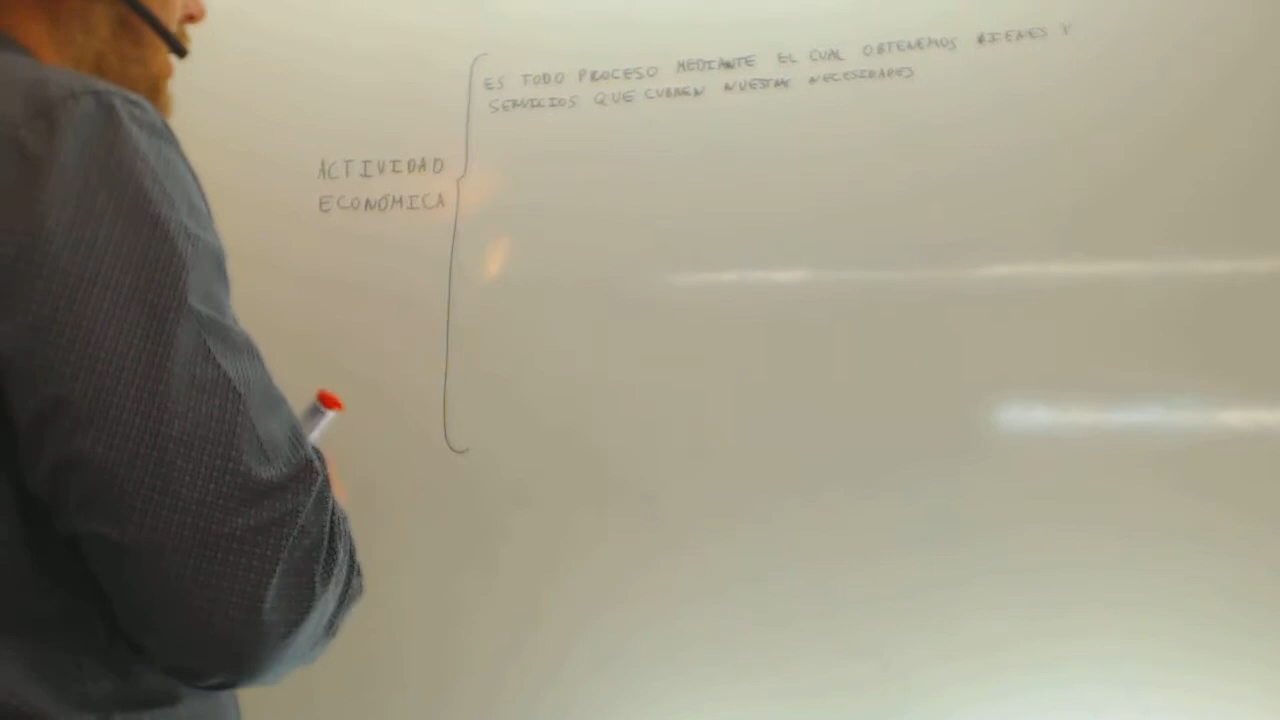 ES TODO PROCESO MEDIANTE EL CUAL OBTENEMOS BIENES Y
SERVICIOS QUE CUBREN NUESTRAS NECESIDADES
ACTIVIDAD
ECONÓMICA